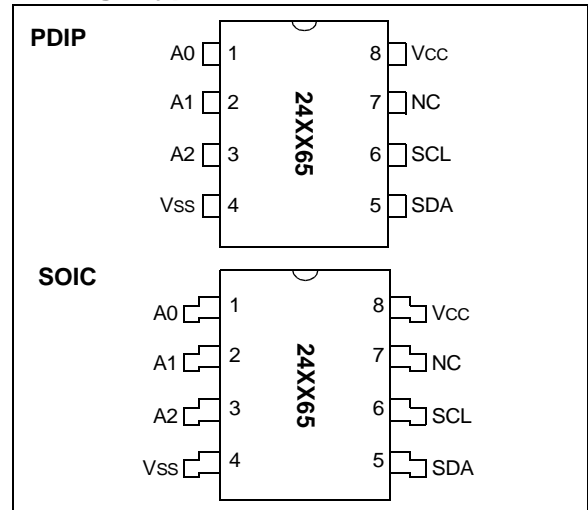 PDIP
A0 1 8 VCC
A1 2 7 NC
A2 3 6 SCL
VSS 4 5 SDA
24XX65
SOIC
A0 1 8 VCC
A1 2 7 NC
A2 3 6 SCL
VSS 4 5 SDA
24XX65